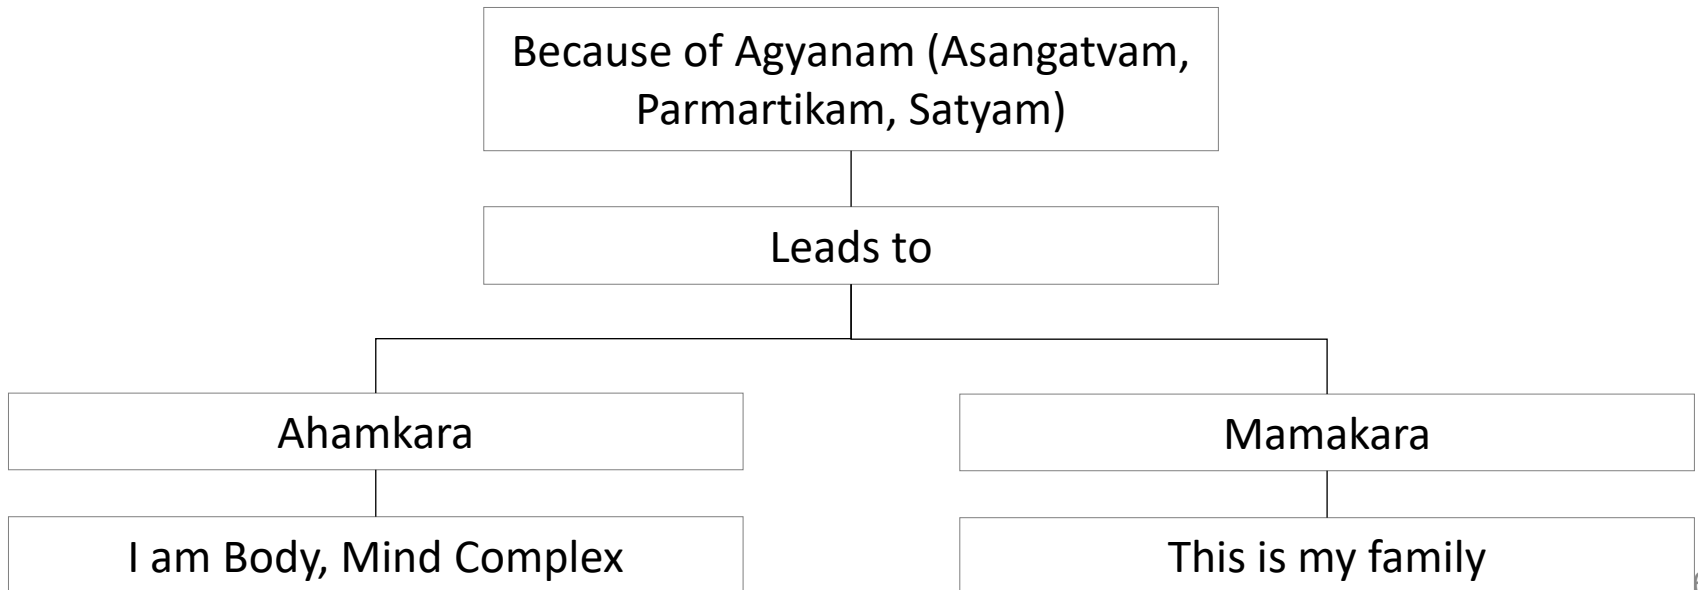 Because of Agyanam (Asangatvam,
Parmartikam, Satyam)
Leads to
Ahamkara
Mamakara
I am Body, Mind Complex
This is my family